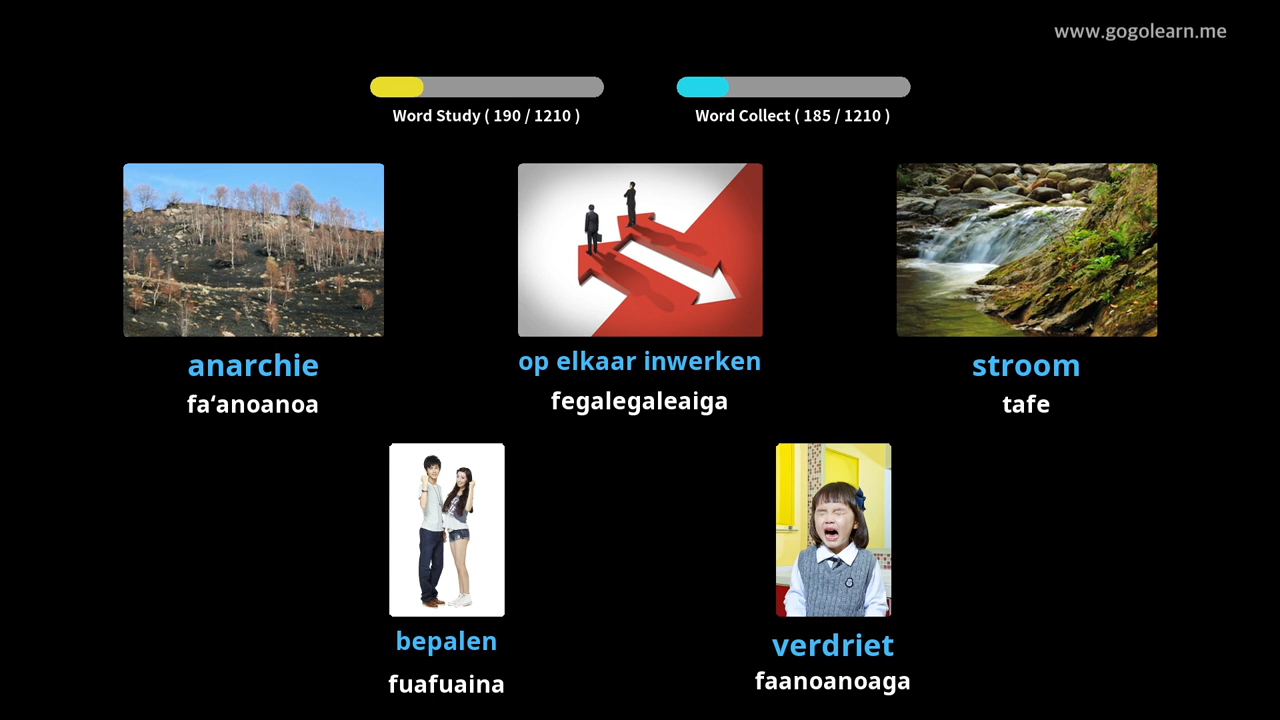 www.gogolearn.me
Word Study ( 190 / 1210 )
Word Collect ( 185 / 1210 )
anarchie
fa‘anoanoa
op elkaar inwerken
fegalegaleaiga
stroom
tafe
bepalen
fuafuaina
verdriet
faanoanoaga